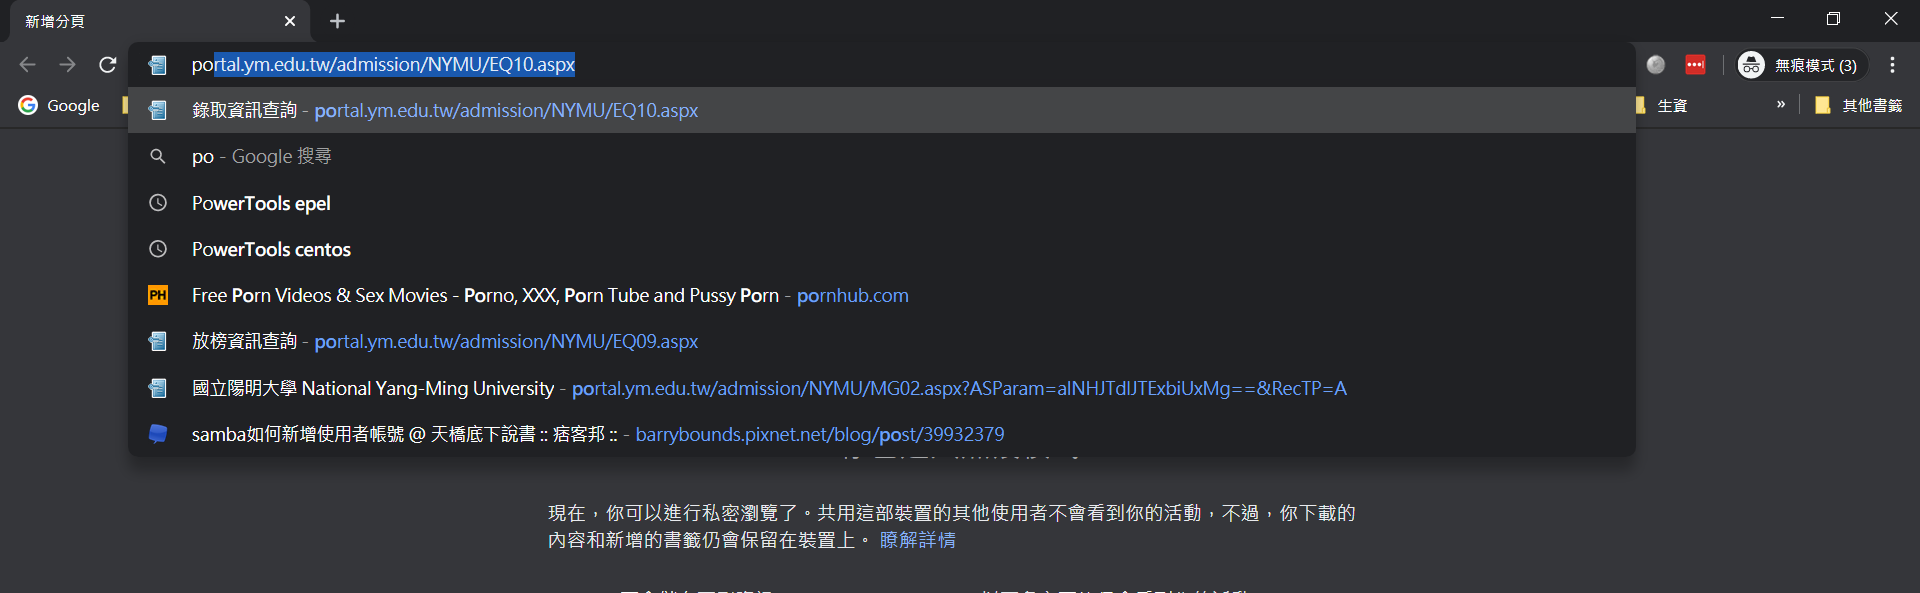 新增分頁
portal.ym.edu.tw/admission/NYMU/EQ10.aspx
無痕模式 (3)
Google
錄取資訊查詢 - portal.ym.edu.tw/admission/NYMU/EQ10.aspx
生資
»
其他書籤
po - Google 搜尋
PowerTools epel
PowerTools centos
PH Free Porn Videos & Sex Movies - Porno, XXX, Porn Tube and Pussy Porn - pornhub.com
放榜資訊查詢 - portal.ym.edu.tw/admission/NYMU/EQ09.aspx
國立陽明大學 National Yang-Ming University - portal.ym.edu.tw/admission/NYMU/MG02.aspx?ASParam=alNHJTdlJTExbiUxMg==&RecTP=A
samba如何新增使用者帳號 @ 天橋底下說書 :: 痞客邦 :: - barrybounds.pixnet.net/blog/post/39932379
現在，你可以進行私密瀏覽了。共用這部裝置的其他使用者不會看到你的活動，不過，你下載的
內容和新增的書籤仍會保留在裝置上。 瞭解詳情